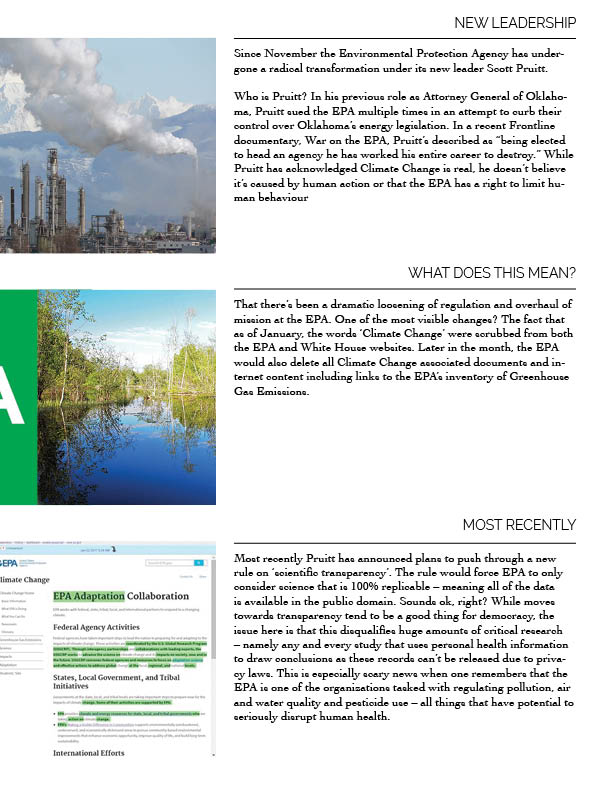 NEW LEADERSHIP
Since November the Environmental Protection Agency has under-
gone a radical transformation under its new leader Scott Pruitt.
Who is Pruitt? In his previous role as Attorney General of Oklaho-
ma, Pruitt sued the EPA multiple times in an attempt to curb their
control over Oklahoma's energy legislation. In a recent Frontline
documentary, War on the EPA, Pruitt's described as "being elected
to head an agency he has worked his entire career to destroy." While
Pruitt has acknowledged Climate Change is real, he doesn't believe
it's caused by human action or that the EPA has a right to limit hu-
man behaviour
WHAT DOES THIS MEAN?
That there's been a dramatic loosening of regulation and overhaul of
mission at the EPA. One of the most visible changes? The fact that
as of January, the words 'Climate Change' were scrubbed from both
the EPA and White House websites. Later in the month, the EPA
would also delete all Climate Change associated documents and in-
ternet content including links to the EPA's inventory of Greenhouse
Gas Emissions.
A
MOST RECENTLY
Most recently Pruitt has announced plans to push through a new
rule on 'scientific transparency'. The rule would force EPA to only
consider science that is 100% replicable – meaning all of the data
is available in the public domain. Sounds ok, right? While moves
towards transparency tend to be a good thing for democracy, the
issue here is that this disqualifies huge amounts of critical research
– namely any and every study that uses personal health information
to draw conclusions as these records can't be released due to priva-
cy laws. This is especially scary news when one remembers that the
EPA is one of the organizations tasked with regulating pollution, air
and water quality and pesticide use – all things that have potential to
seriously disrupt human health.
EPA
limate Change
EPA Adaptation Collaboration
Federal Agency Activities
States, Local Government, and Tribal
Initiatives
International Efforts